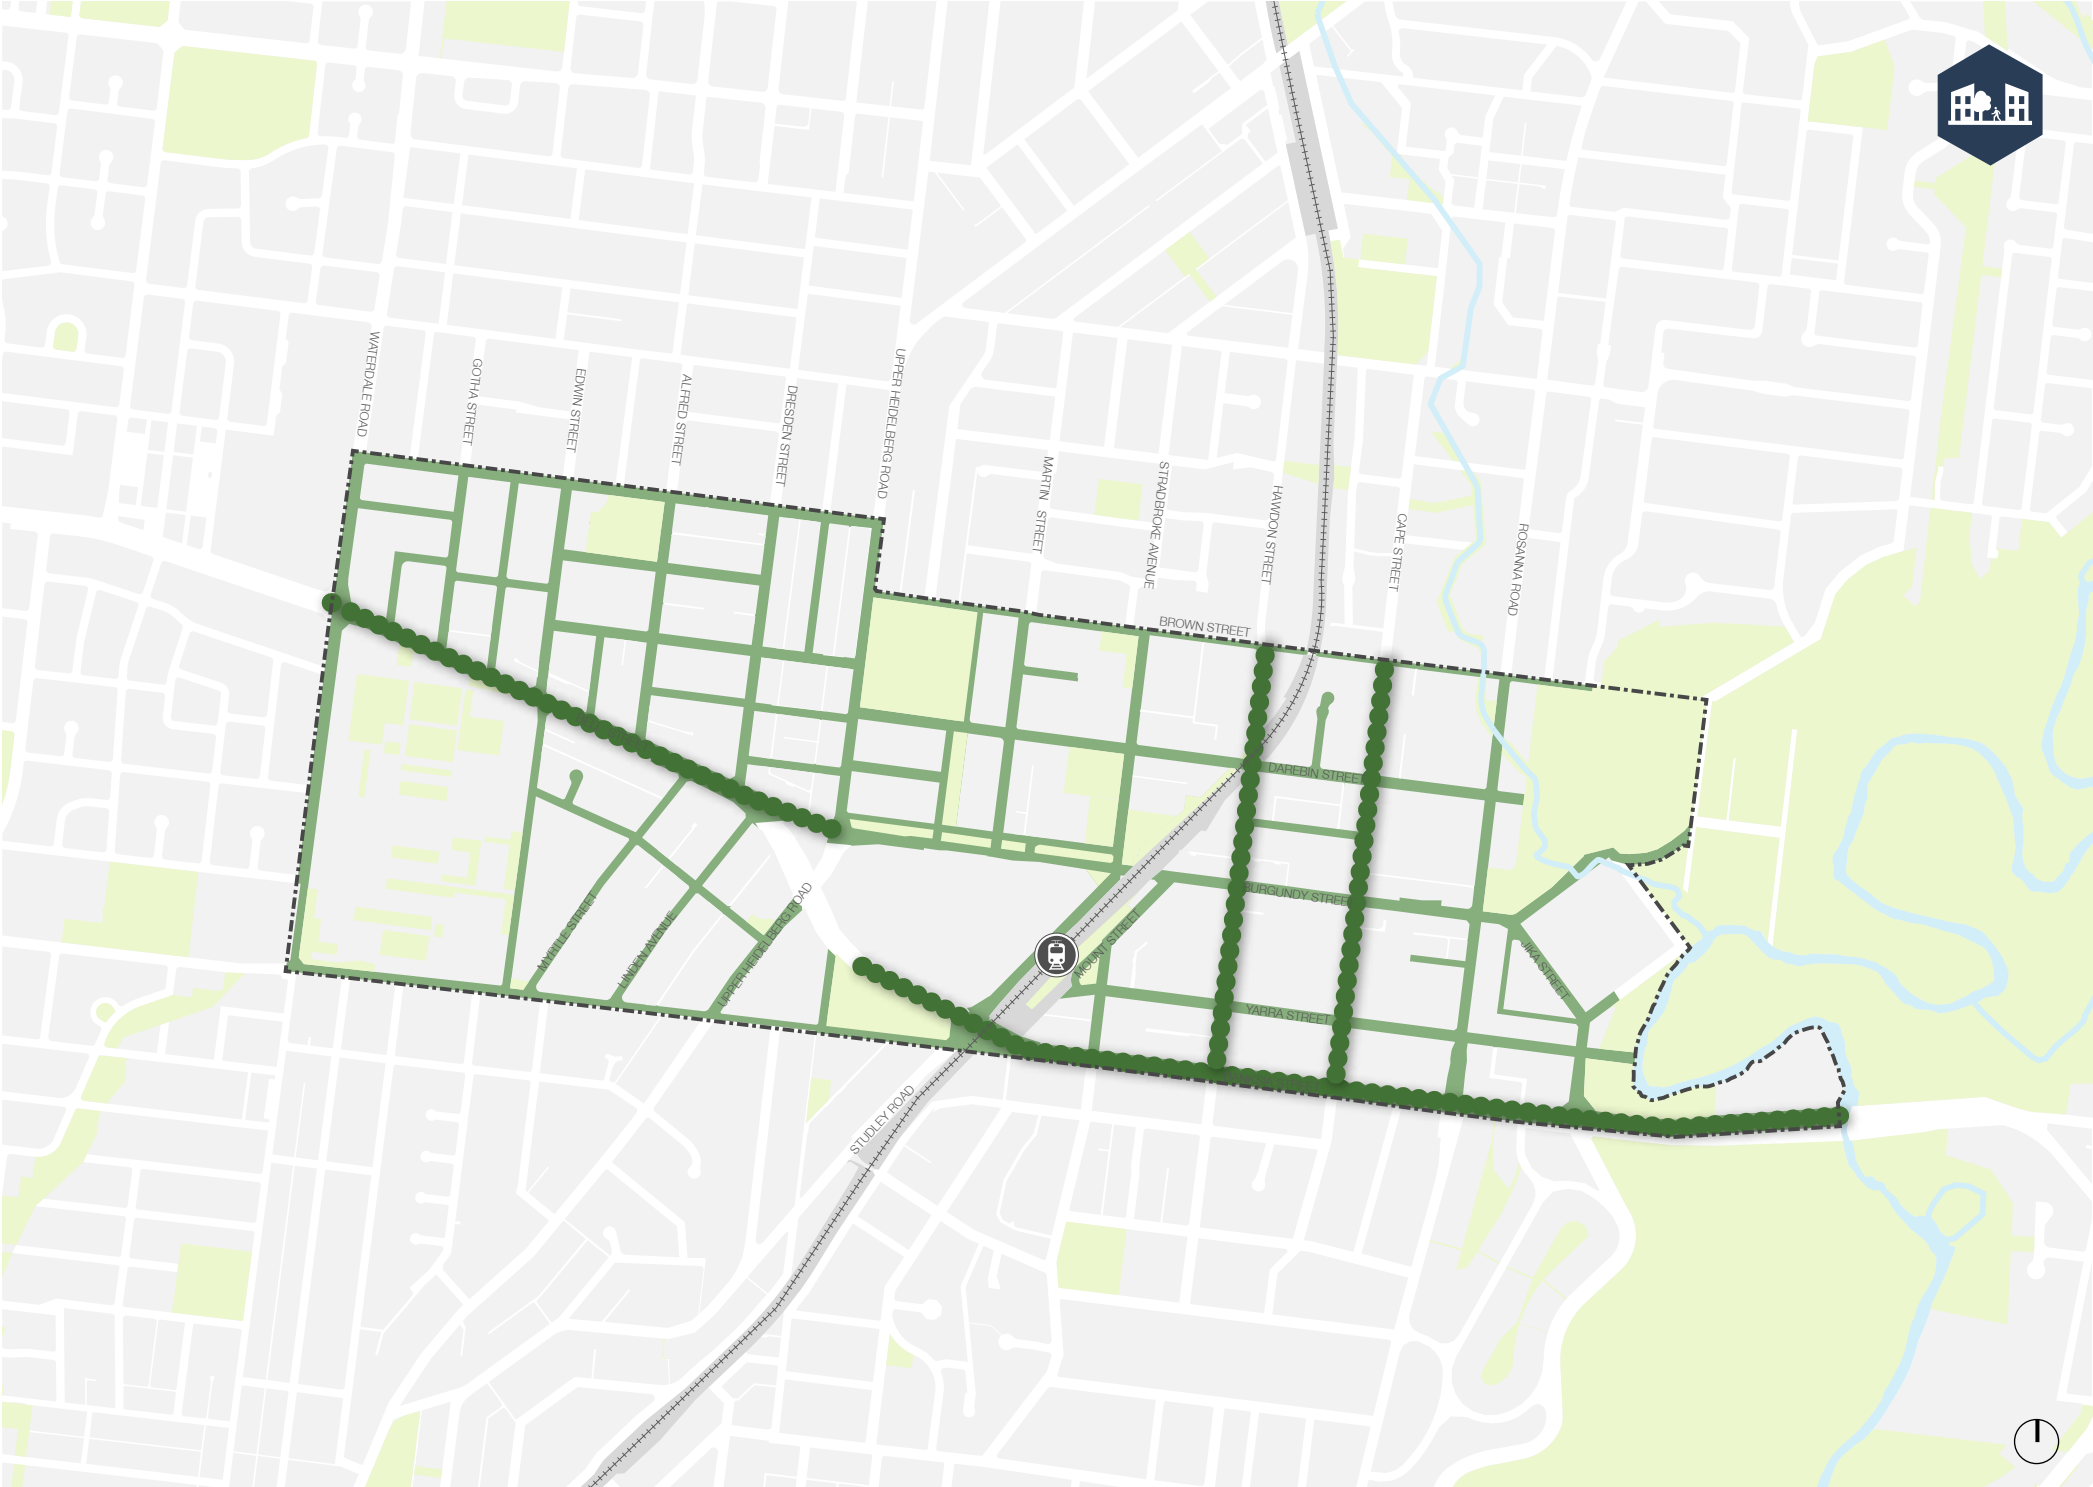 WATERDALE ROAD
GOTHA STREET
EDWIN STREET
ALFRED STREET
DRESDEN STREET
UPPER HEIDELBERG ROAD
MARTIN STREET
STRADBROKE AVENUE
HAWDON STREET
CAPE STREET
ROSANNA ROAD
BROWN STREET
DAREBIN STREET
BURGUNDY STREE
MOUNT STREET
JIKA STREET
YARRA STREET
MYRTLE STREET
LINDEN AVENUE
UPPER HEIDELBERG ROAD
STUDLEY ROAD